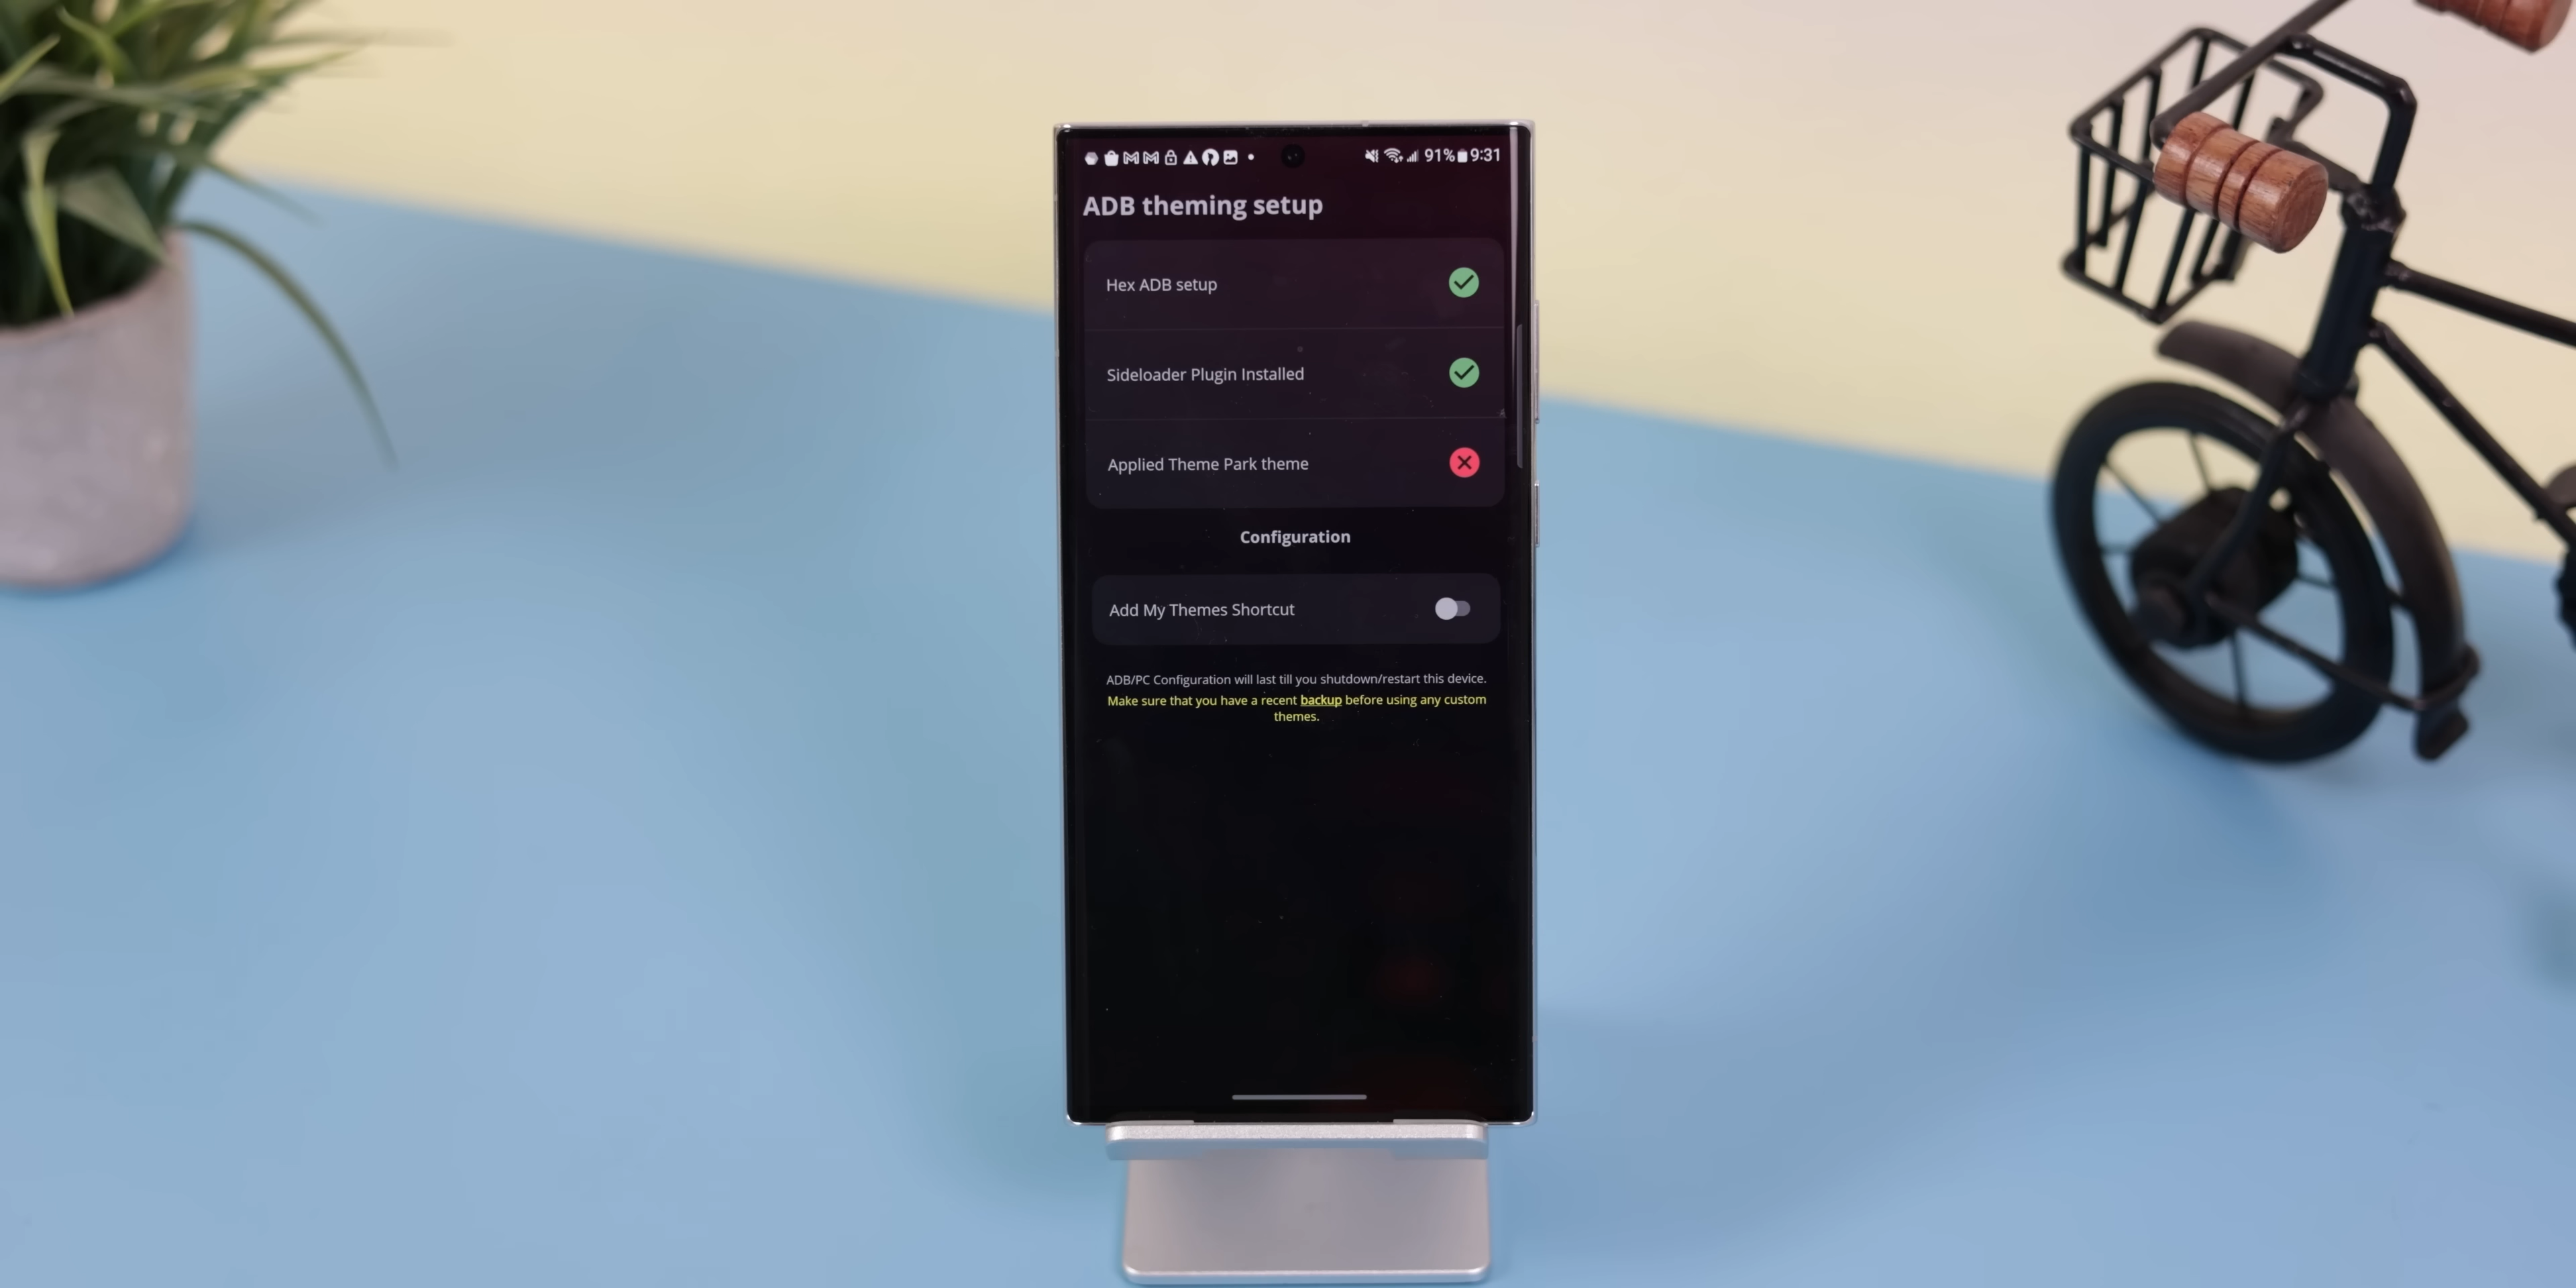 91% 9:31
ADB theming setup
Hex ADB setup
Sideloader Plugin Installed
Applied Theme Park theme
Configuration
Add My Themes Shortcut
ADB/PC Configuration will last till you shutdown/restart this device.
Make sure that you have a recent backup before using any custom
themes.